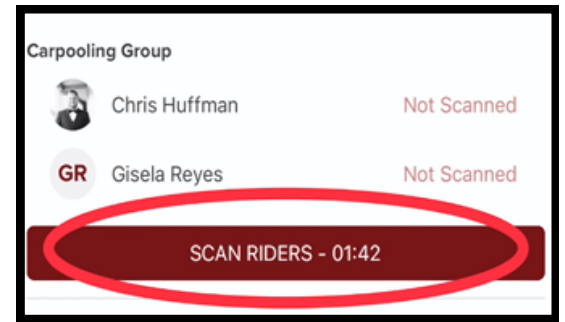 Carpooling Group
Chris Huffman Not Scanned
GR Gisela Reyes Not Scanned
SCAN RIDERS - 01:42